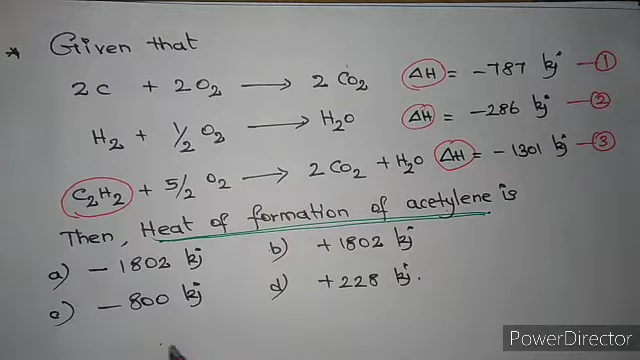 * Given that
2C + 2O₂ ⟶ 2CO₂ ΔH = -787 kj — ①
H₂ + 1/2 O₂ ⟶ H₂O ΔH = -286 kj — ②
C₂H₂ + 5/2 O₂ ⟶ 2CO₂ + H₂O ΔH = -1301 kj — ③
Then, Heat of formation of acetylene is
a) -1802 kj b) +1802 kj
c) -800 kj d) +228 kj.
PowerDirector